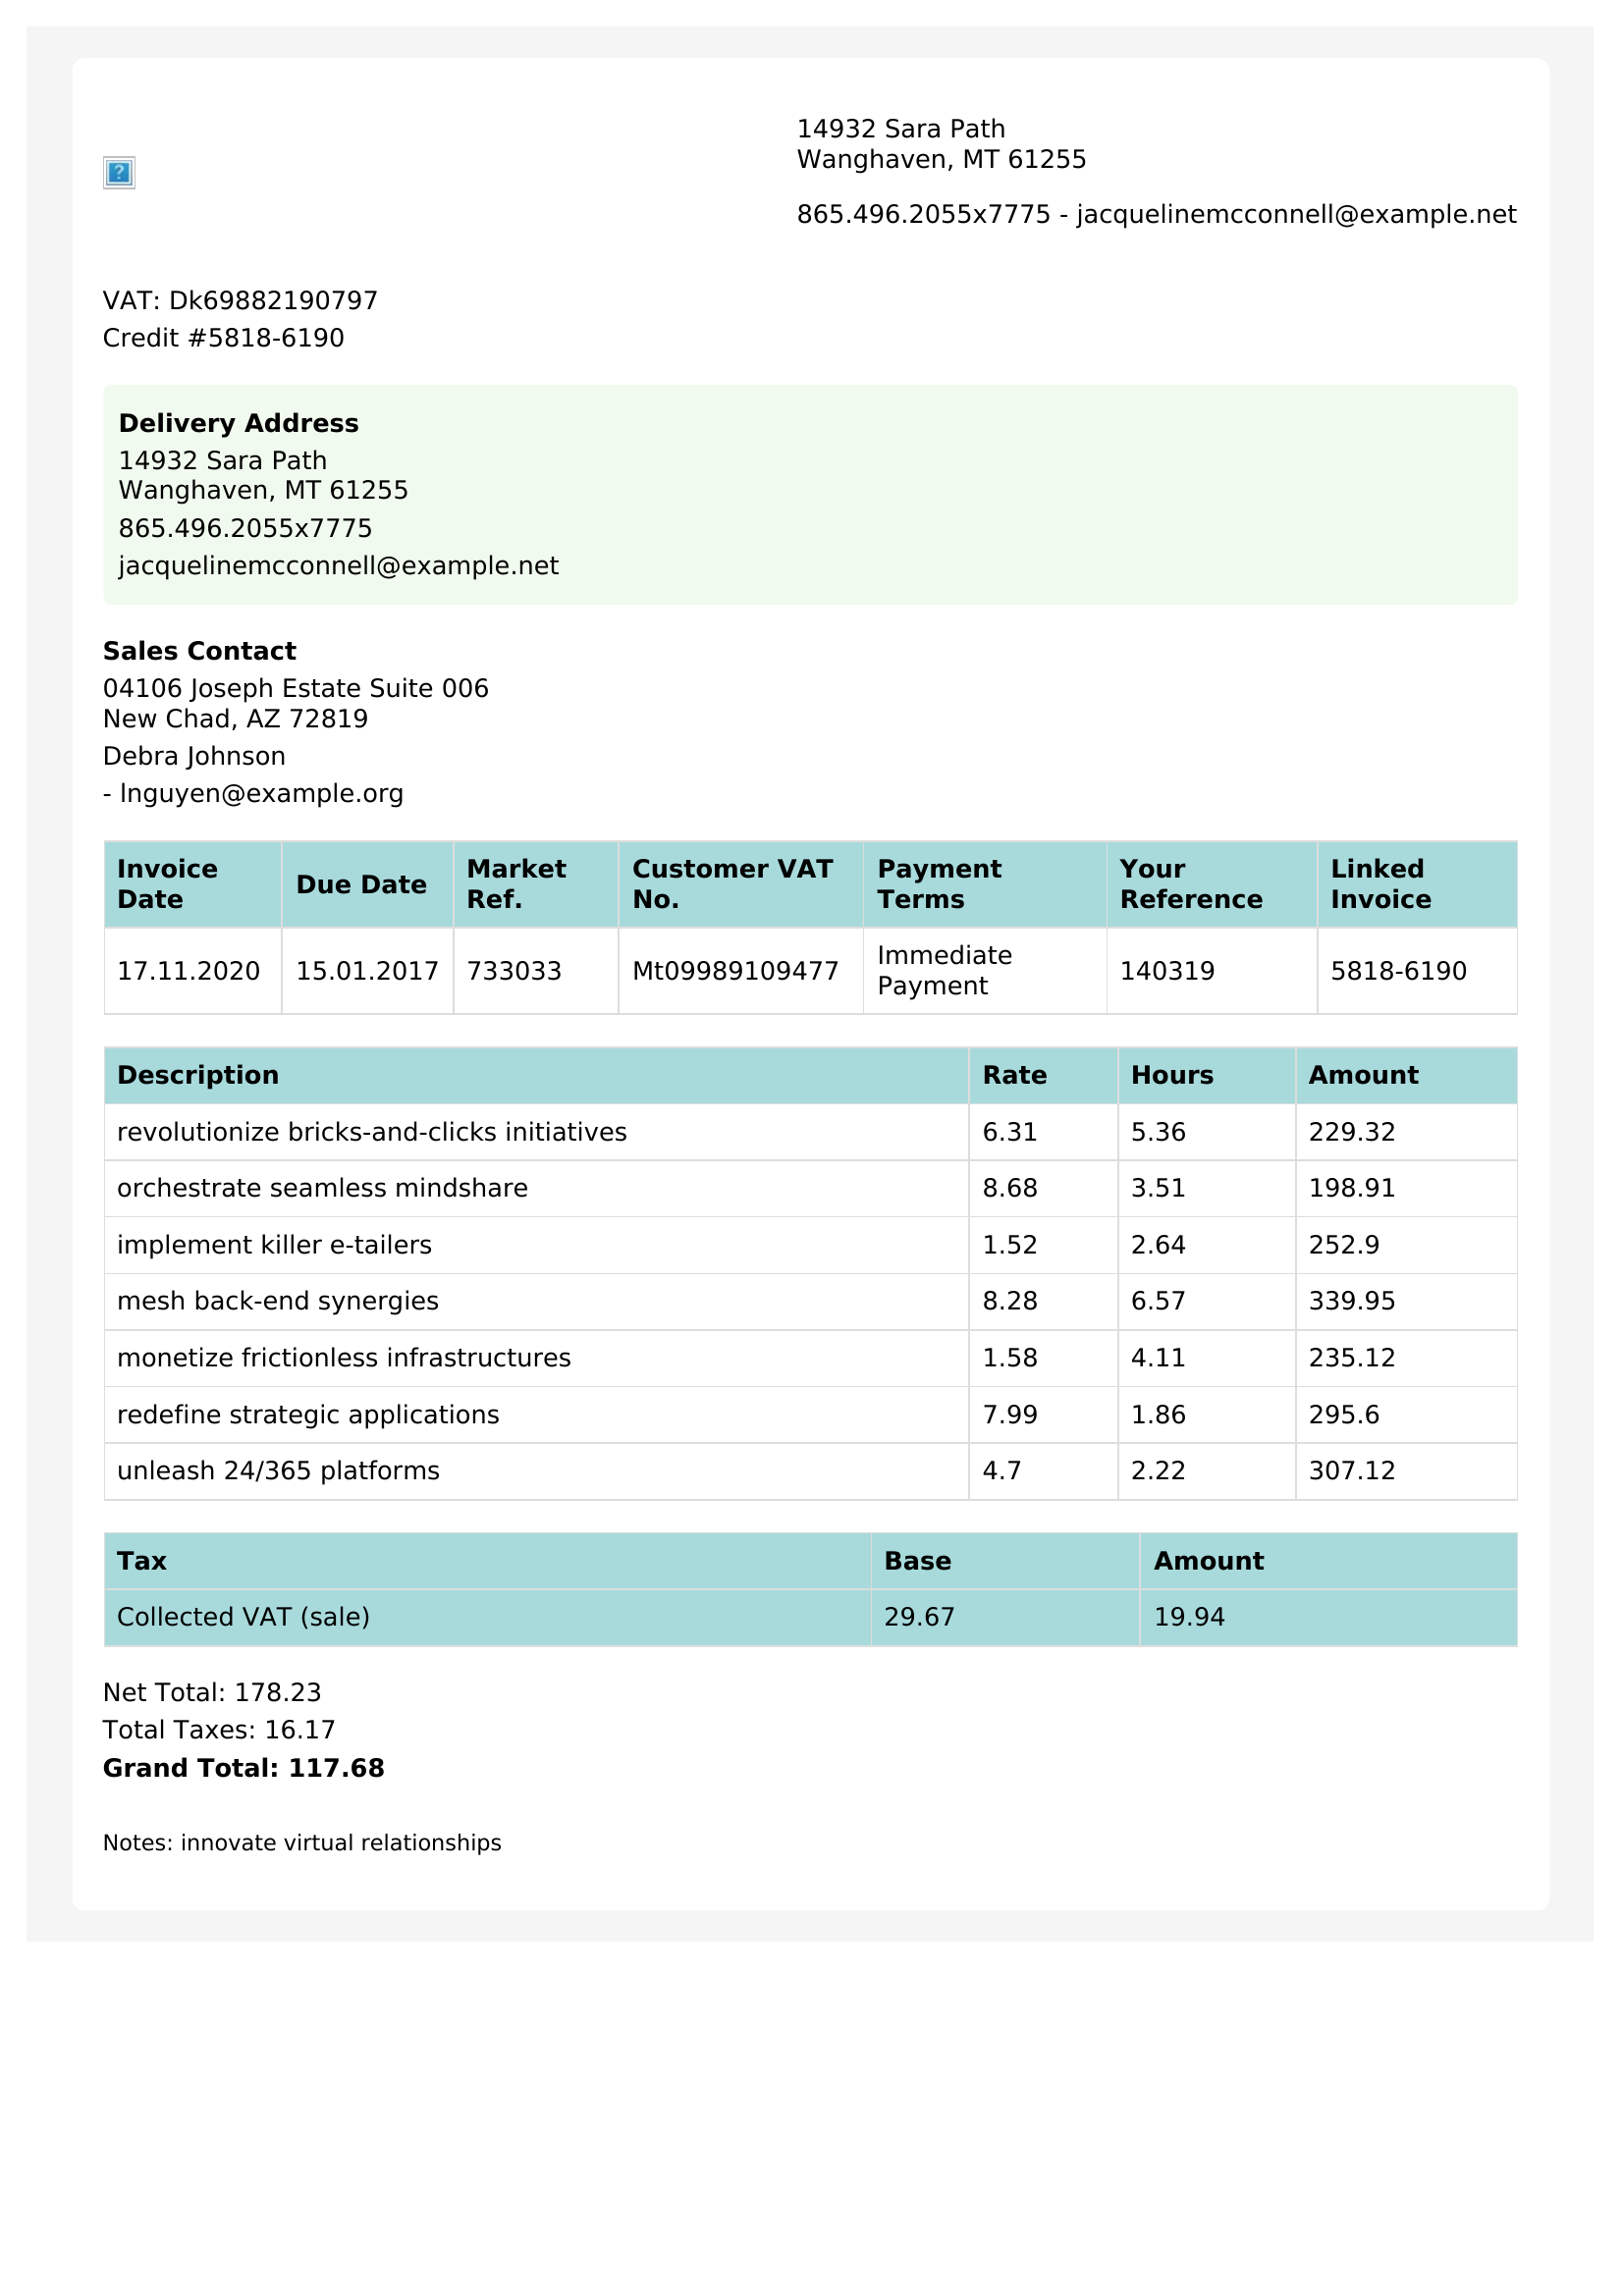 14932 Sara Path
Wanghaven, MT 61255
865.496.2055x7775 - jacquelinemcconnell@example.net
VAT: Dk69882190797
Credit #5818-6190
Delivery Address
14932 Sara Path
Wanghaven, MT 61255
865.496.2055x7775
jacquelinemcconnell@example.net
Sales Contact
04106 Joseph Estate Suite 006
New Chad, AZ 72819
Debra Johnson
- lnguyen@example.org
Invoice Date Due Date Market Ref. Customer VAT No. Payment Terms Your Reference Linked Invoice
17.11.2020 15.01.2017 733033 Mt09989109477 Immediate Payment 140319 5818-6190
Description Rate Hours Amount
revolutionize bricks-and-clicks initiatives 6.31 5.36 229.32
orchestrate seamless mindshare 8.68 3.51 198.91
implement killer e-tailers 1.52 2.64 252.9
mesh back-end synergies 8.28 6.57 339.95
monetize frictionless infrastructures 1.58 4.11 235.12
redefine strategic applications 7.99 1.86 295.6
unleash 24/365 platforms 4.7 2.22 307.12
Tax Base Amount
Collected VAT (sale) 29.67 19.94
Net Total: 178.23
Total Taxes: 16.17
Grand Total: 117.68
Notes: innovate virtual relationships